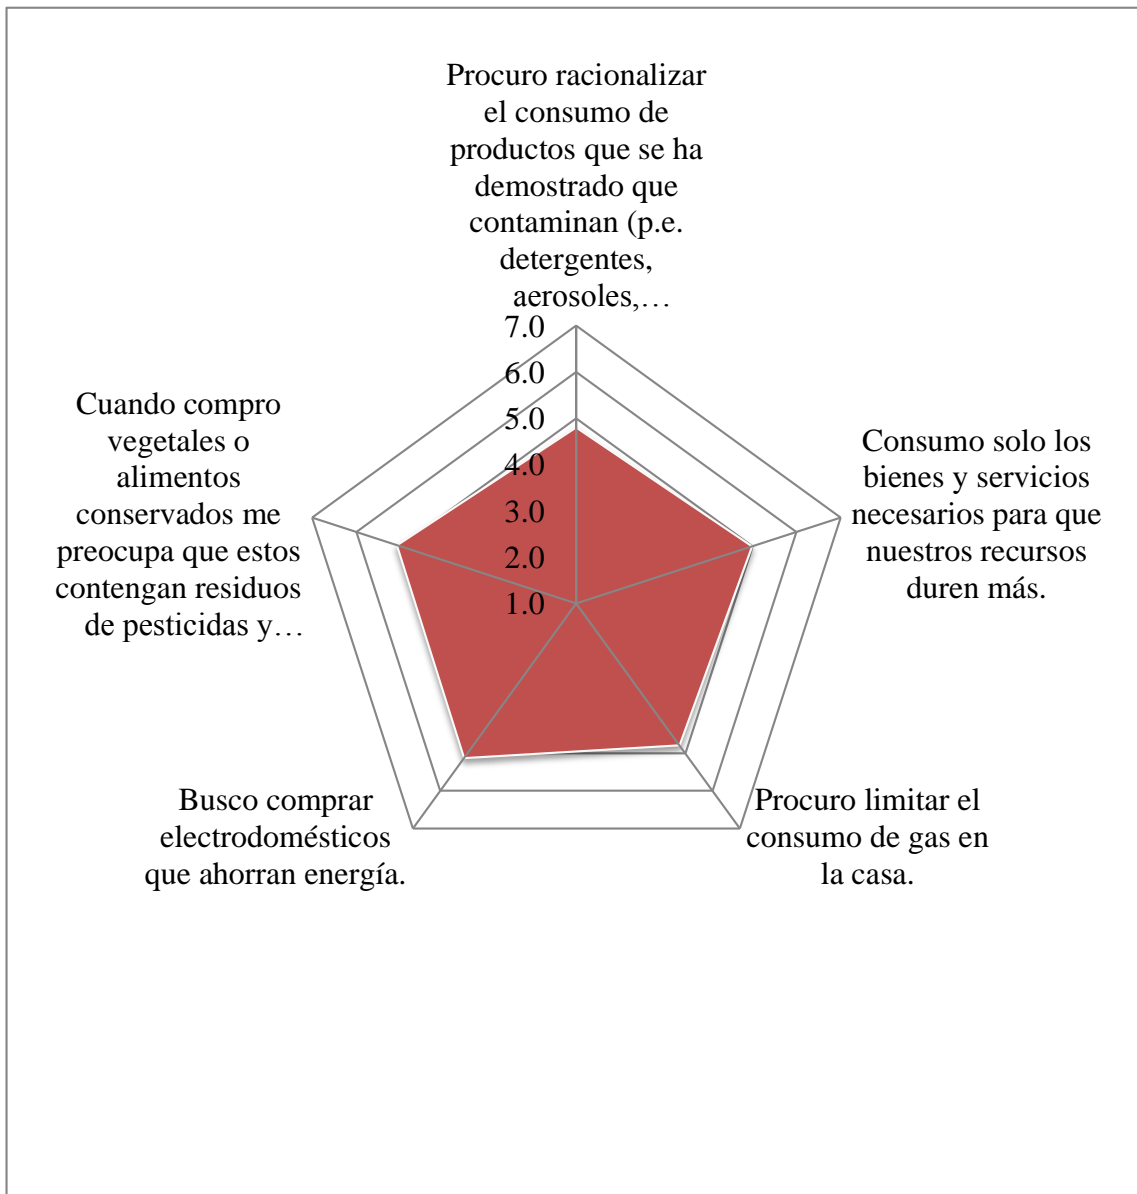 Procuro racionalizar
el consumo de
productos que se ha
demostrado que
contaminan (p.e.
detergentes,
aerosoles,…
7.0
6.0
5.0
4.0
3.0
2.0
1.0
Consumo solo los
bienes y servicios
necesarios para que
nuestros recursos
duren más.
Procuro limitar el
consumo de gas en
la casa.
Busco comprar
electrodomésticos
que ahorran energía.
Cuando compro
vegetales o
alimentos
conservados me
preocupa que estos
contengan residuos
de pesticidas y…